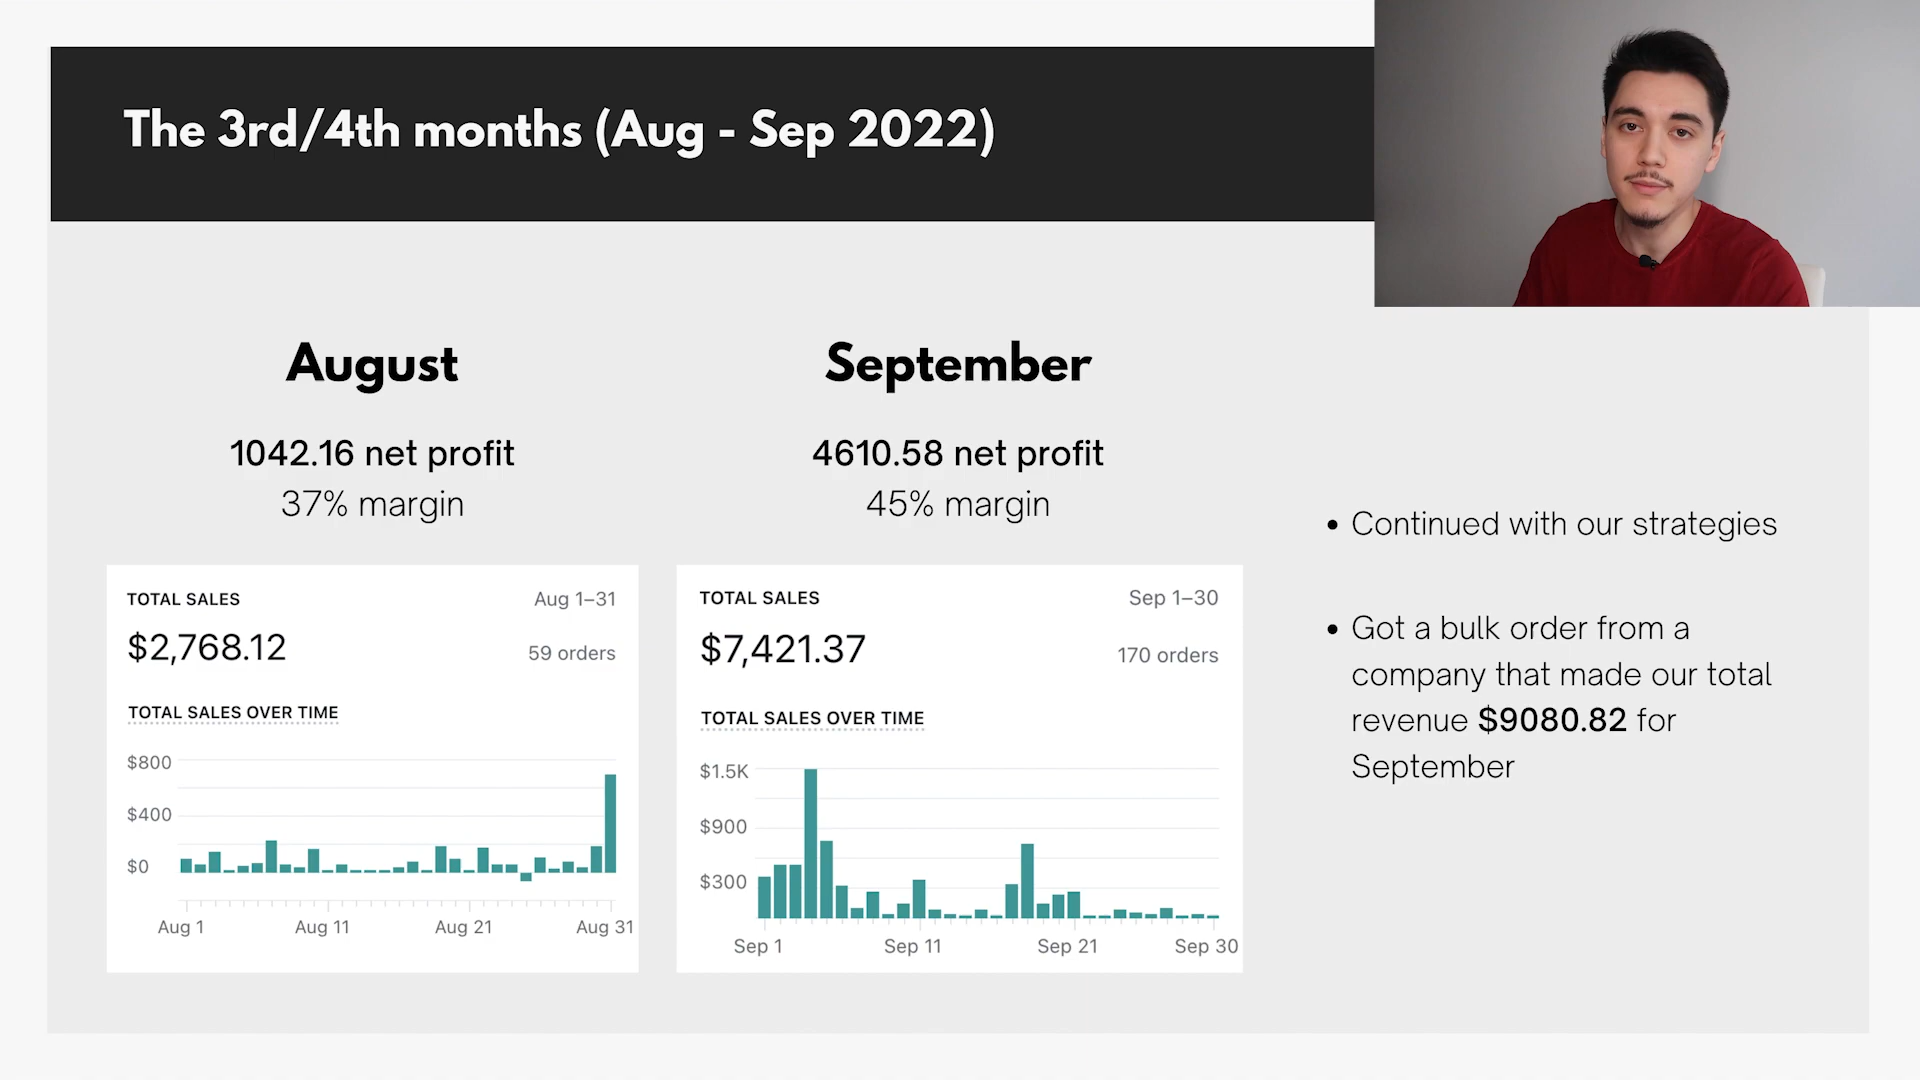 The 3rd/4th months (Aug - Sep 2022)
August
1042.16 net profit
37% margin
TOTAL SALES
Aug 1–31
$2,768.12
59 orders
TOTAL SALES OVER TIME
$800
$400
$0
Aug 1
Aug 11
Aug 21
Aug 31
September
4610.58 net profit
45% margin
TOTAL SALES
Sep 1–30
$7,421.37
170 orders
TOTAL SALES OVER TIME
$1.5K
$900
$300
Sep 1
Sep 11
Sep 21
Sep 30
• Continued with our strategies
• Got a bulk order from a
company that made our total
revenue $9080.82 for
September